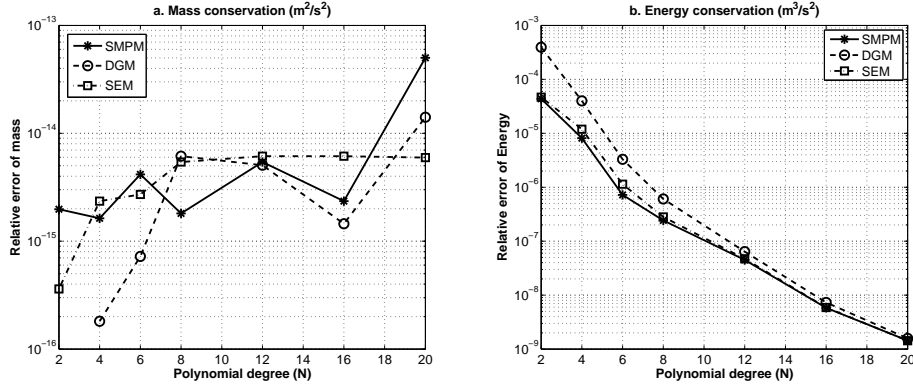 a. Mass conservation (m²/s²)
Relative error of mass
10⁻¹³
10⁻¹⁴
10⁻¹⁵
10⁻¹⁶
SMPM
DGM
SEM
2 4 6 8 10 12 14 16 18 20
Polynomial degree (N)
b. Energy conservation (m³/s²)
Relative error of Energy
10⁻³
10⁻⁴
10⁻⁵
10⁻⁶
10⁻⁷
10⁻⁸
10⁻⁹
SMPM
DGM
SEM
2 4 6 8 10 12 14 16 18 20
Polynomial degree (N)